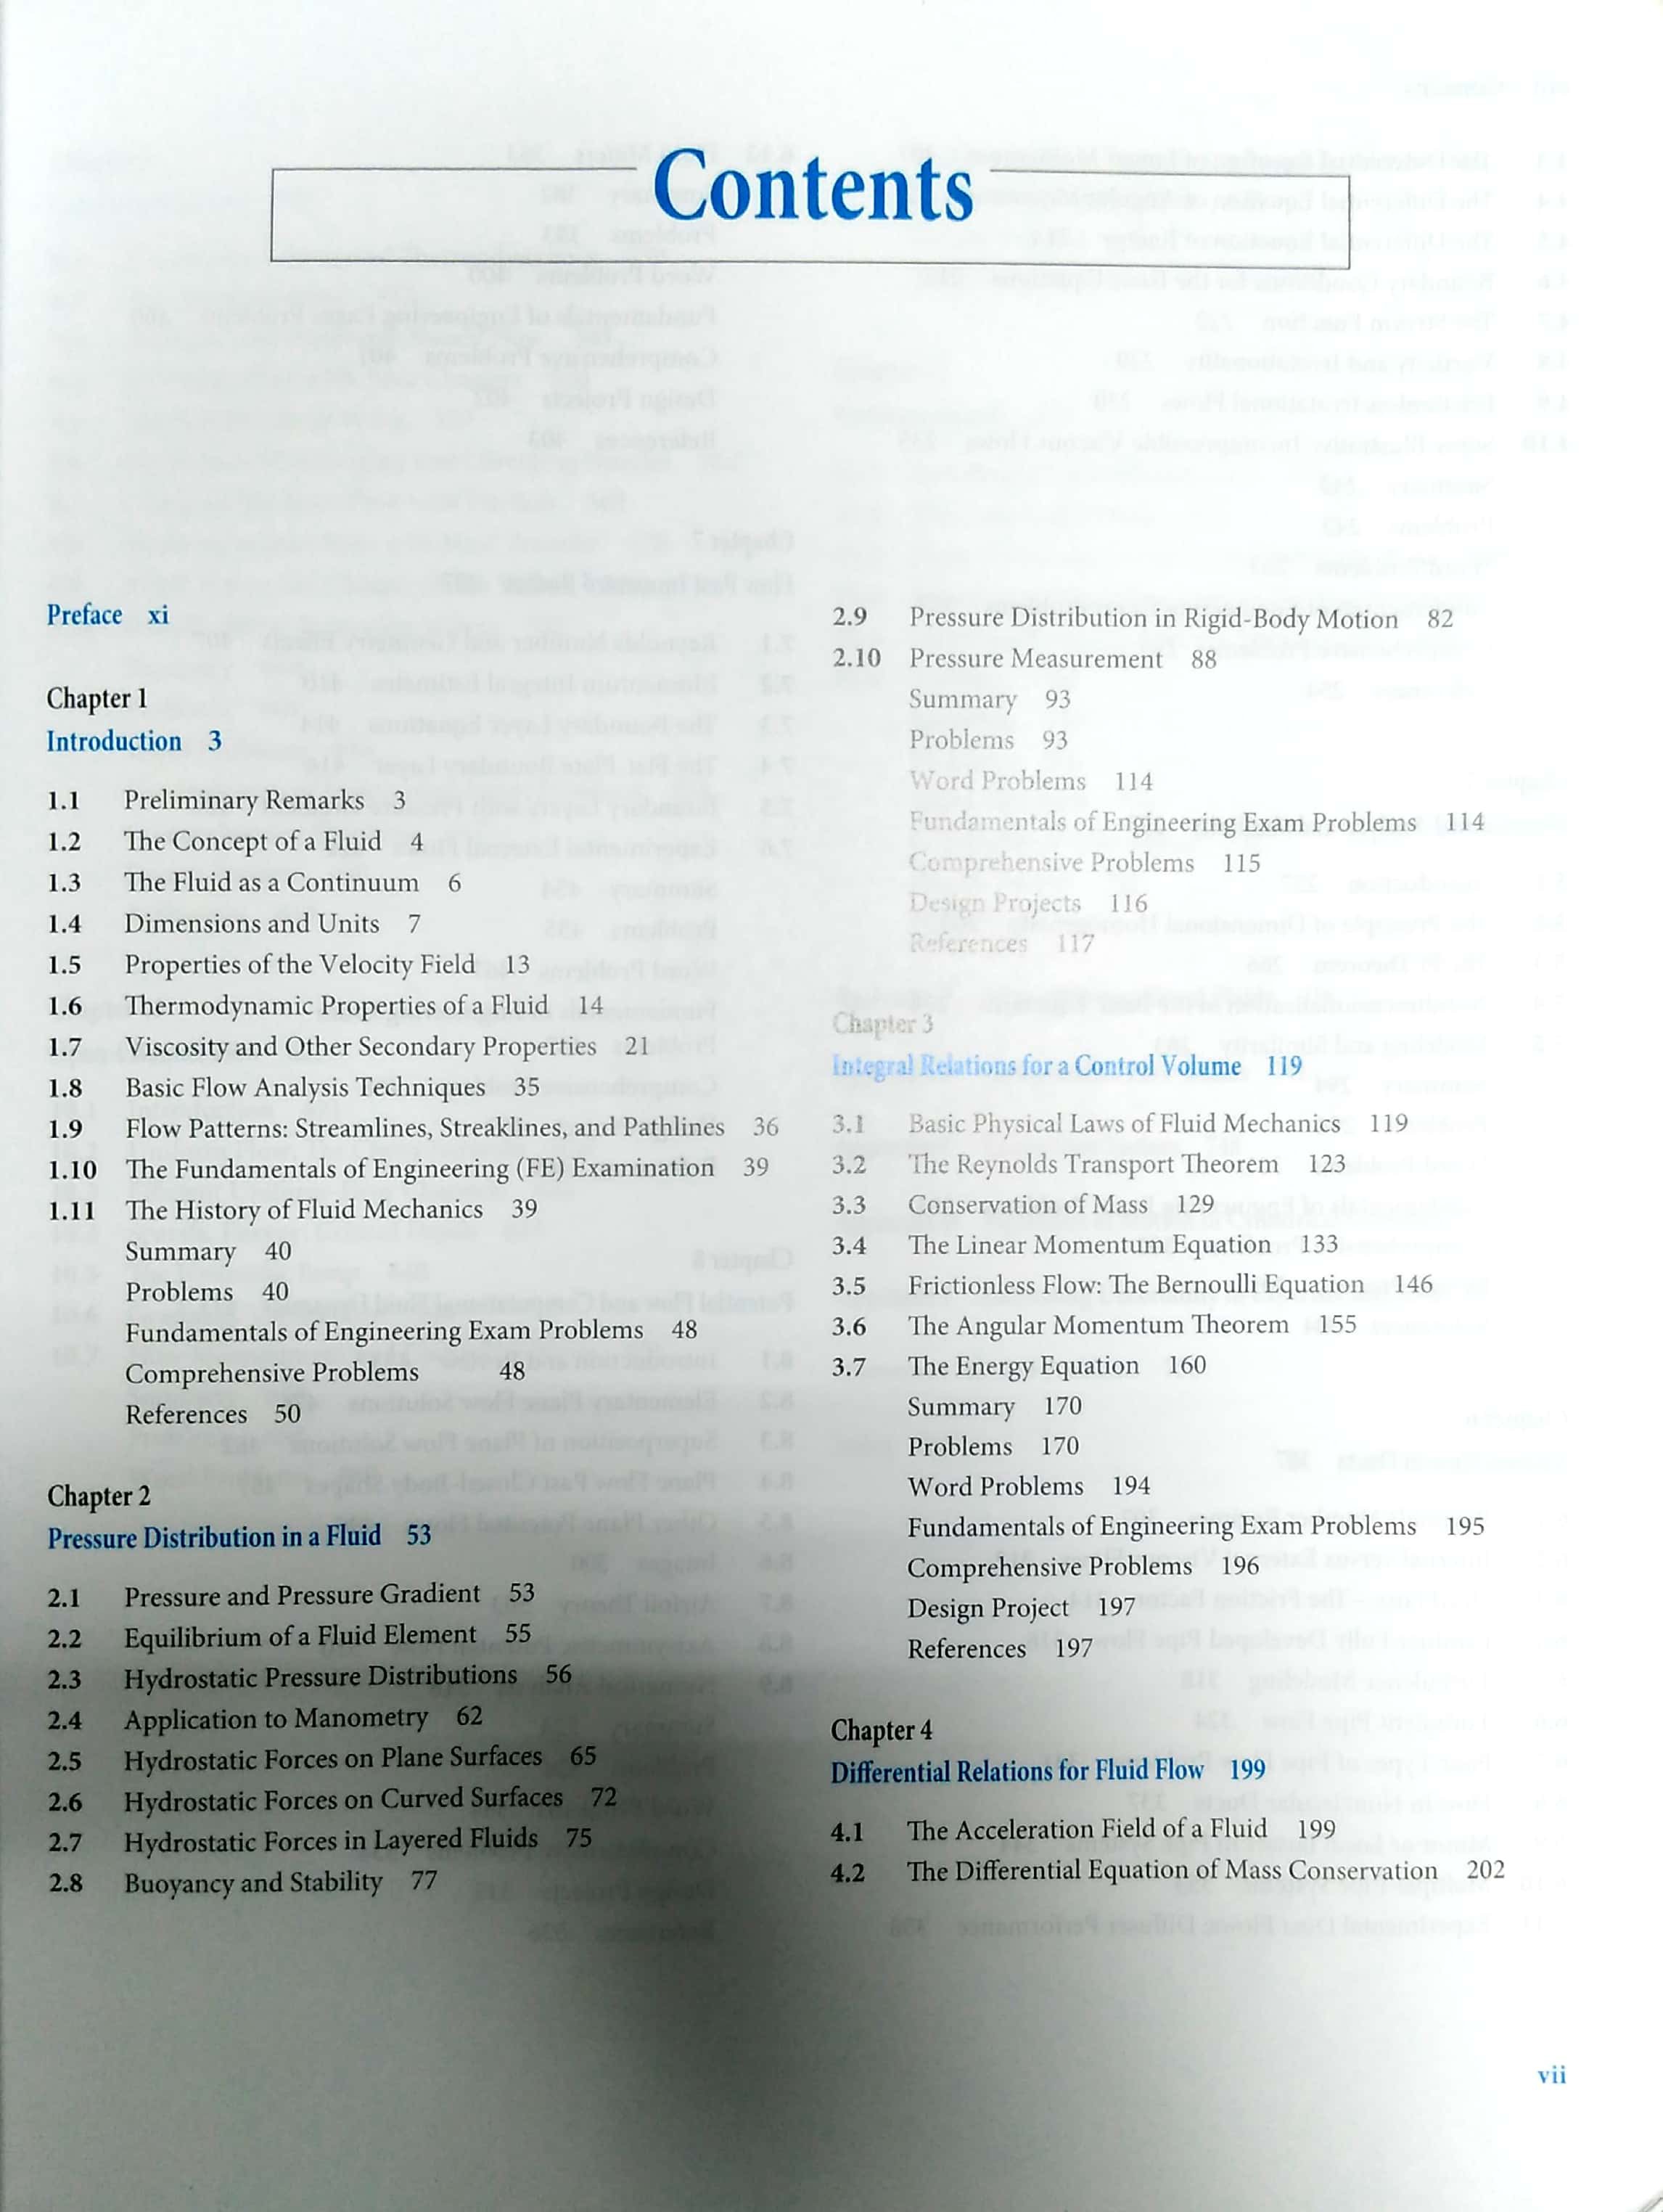 Contents
Preface xi
Chapter 1
Introduction 3
1.1 Preliminary Remarks 3
1.2 The Concept of a Fluid 4
1.3 The Fluid as a Continuum 6
1.4 Dimensions and Units 7
1.5 Properties of the Velocity Field 13
1.6 Thermodynamic Properties of a Fluid 14
1.7 Viscosity and Other Secondary Properties 21
1.8 Basic Flow Analysis Techniques 35
1.9 Flow Patterns: Streamlines, Streaklines, and Pathlines 36
1.10 The Fundamentals of Engineering (FE) Examination 39
1.11 The History of Fluid Mechanics 39
Summary 40
Problems 40
Fundamentals of Engineering Exam Problems 48
Comprehensive Problems 48
References 50
Chapter 2
Pressure Distribution in a Fluid 53
2.1 Pressure and Pressure Gradient 53
2.2 Equilibrium of a Fluid Element 55
2.3 Hydrostatic Pressure Distributions 56
2.4 Application to Manometry 62
2.5 Hydrostatic Forces on Plane Surfaces 65
2.6 Hydrostatic Forces on Curved Surfaces 72
2.7 Hydrostatic Forces in Layered Fluids 75
2.8 Buoyancy and Stability 77
2.9 Pressure Distribution in Rigid-Body Motion 82
2.10 Pressure Measurement 88
Summary 93
Problems 93
Word Problems 114
Fundamentals of Engineering Exam Problems 114
Comprehensive Problems 115
Design Projects 116
References 117
Chapter 3
Integral Relations for a Control Volume 119
3.1 Basic Physical Laws of Fluid Mechanics 119
3.2 The Reynolds Transport Theorem 123
3.3 Conservation of Mass 129
3.4 The Linear Momentum Equation 133
3.5 Frictionless Flow: The Bernoulli Equation 146
3.6 The Angular Momentum Theorem 155
3.7 The Energy Equation 160
Summary 170
Problems 170
Word Problems 194
Fundamentals of Engineering Exam Problems 195
Comprehensive Problems 196
Design Project 197
References 197
Chapter 4
Differential Relations for Fluid Flow 199
4.1 The Acceleration Field of a Fluid 199
4.2 The Differential Equation of Mass Conservation 202
vii